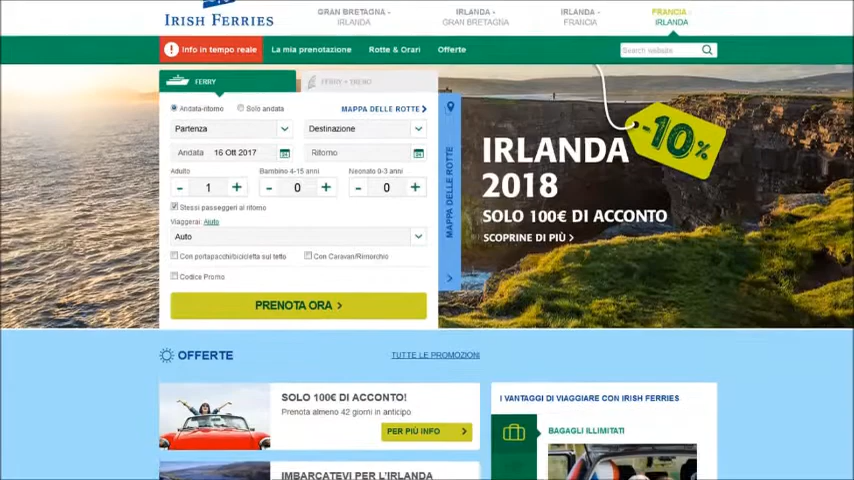 IRISH FERRIES
GRAN BRETAGNA -
IRLANDA
IRLANDA -
GRAN BRETAGNA
IRLANDA -
FRANCIA
FRANCIA -
IRLANDA
Info in tempo reale
La mia prenotazione
Rotte & Orari
Offerte
Search website
FERRY
FERRY + TRENO
Andata-ritorno
Solo andata
MAPPA DELLE ROTTE
Partenza
Destinazione
Andata 16 Ott 2017
Ritorno
Adulto
Bambino 4-15 anni
Neonato 0-3 anni
- 1 +
- 0 +
- 0 +
Stessi passeggeri al ritorno
Viaggerai Aiuto
Auto
Con portapacchi/bicicletta sul tetto
Con Caravan/Rimorchio
Codice Promo
PRENOTA ORA >
MAPPA DELLE ROTTE
-10%
IRLANDA
2018
SOLO 100€ DI ACCONTO
SCOPRINE DI PIÙ >
OFFERTE
TUTTE LE PROMOZIONI
SOLO 100€ DI ACCONTO!
Prenota almeno 42 giorni in anticipo
PER PIÙ INFO >
IMBARCATEVI PER L'IRLANDA
I VANTAGGI DI VIAGGIARE CON IRISH FERRIES
BAGAGLI ILLIMITATI